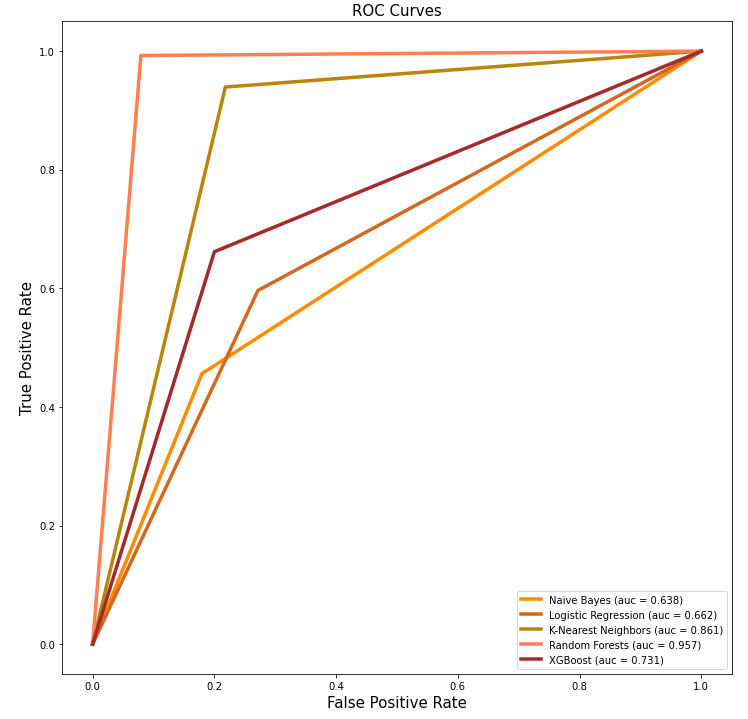 ROC Curves
True Positive Rate
1.0
0.8
0.6
0.4
0.2
0.0
Naive Bayes (auc = 0.638)
Logistic Regression (auc = 0.662)
K-Nearest Neighbors (auc = 0.861)
Random Forests (auc = 0.957)
XGBoost (auc = 0.731)
0.0 0.2 0.4 0.6 0.8 1.0
False Positive Rate